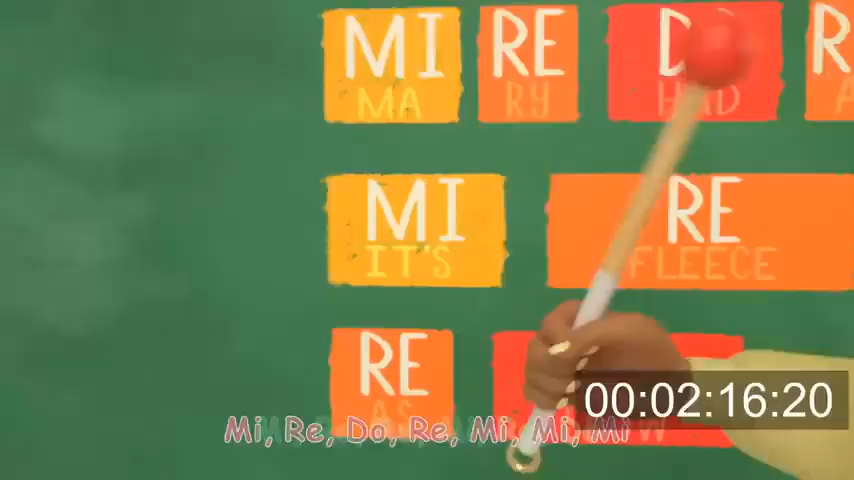 MI RE DO R
MA RY HAD A
MI RE
IT'S FLEECE
RE
AS
Mi, Re, Do, Re, Mi, Mi, Mi
00:02:16:20